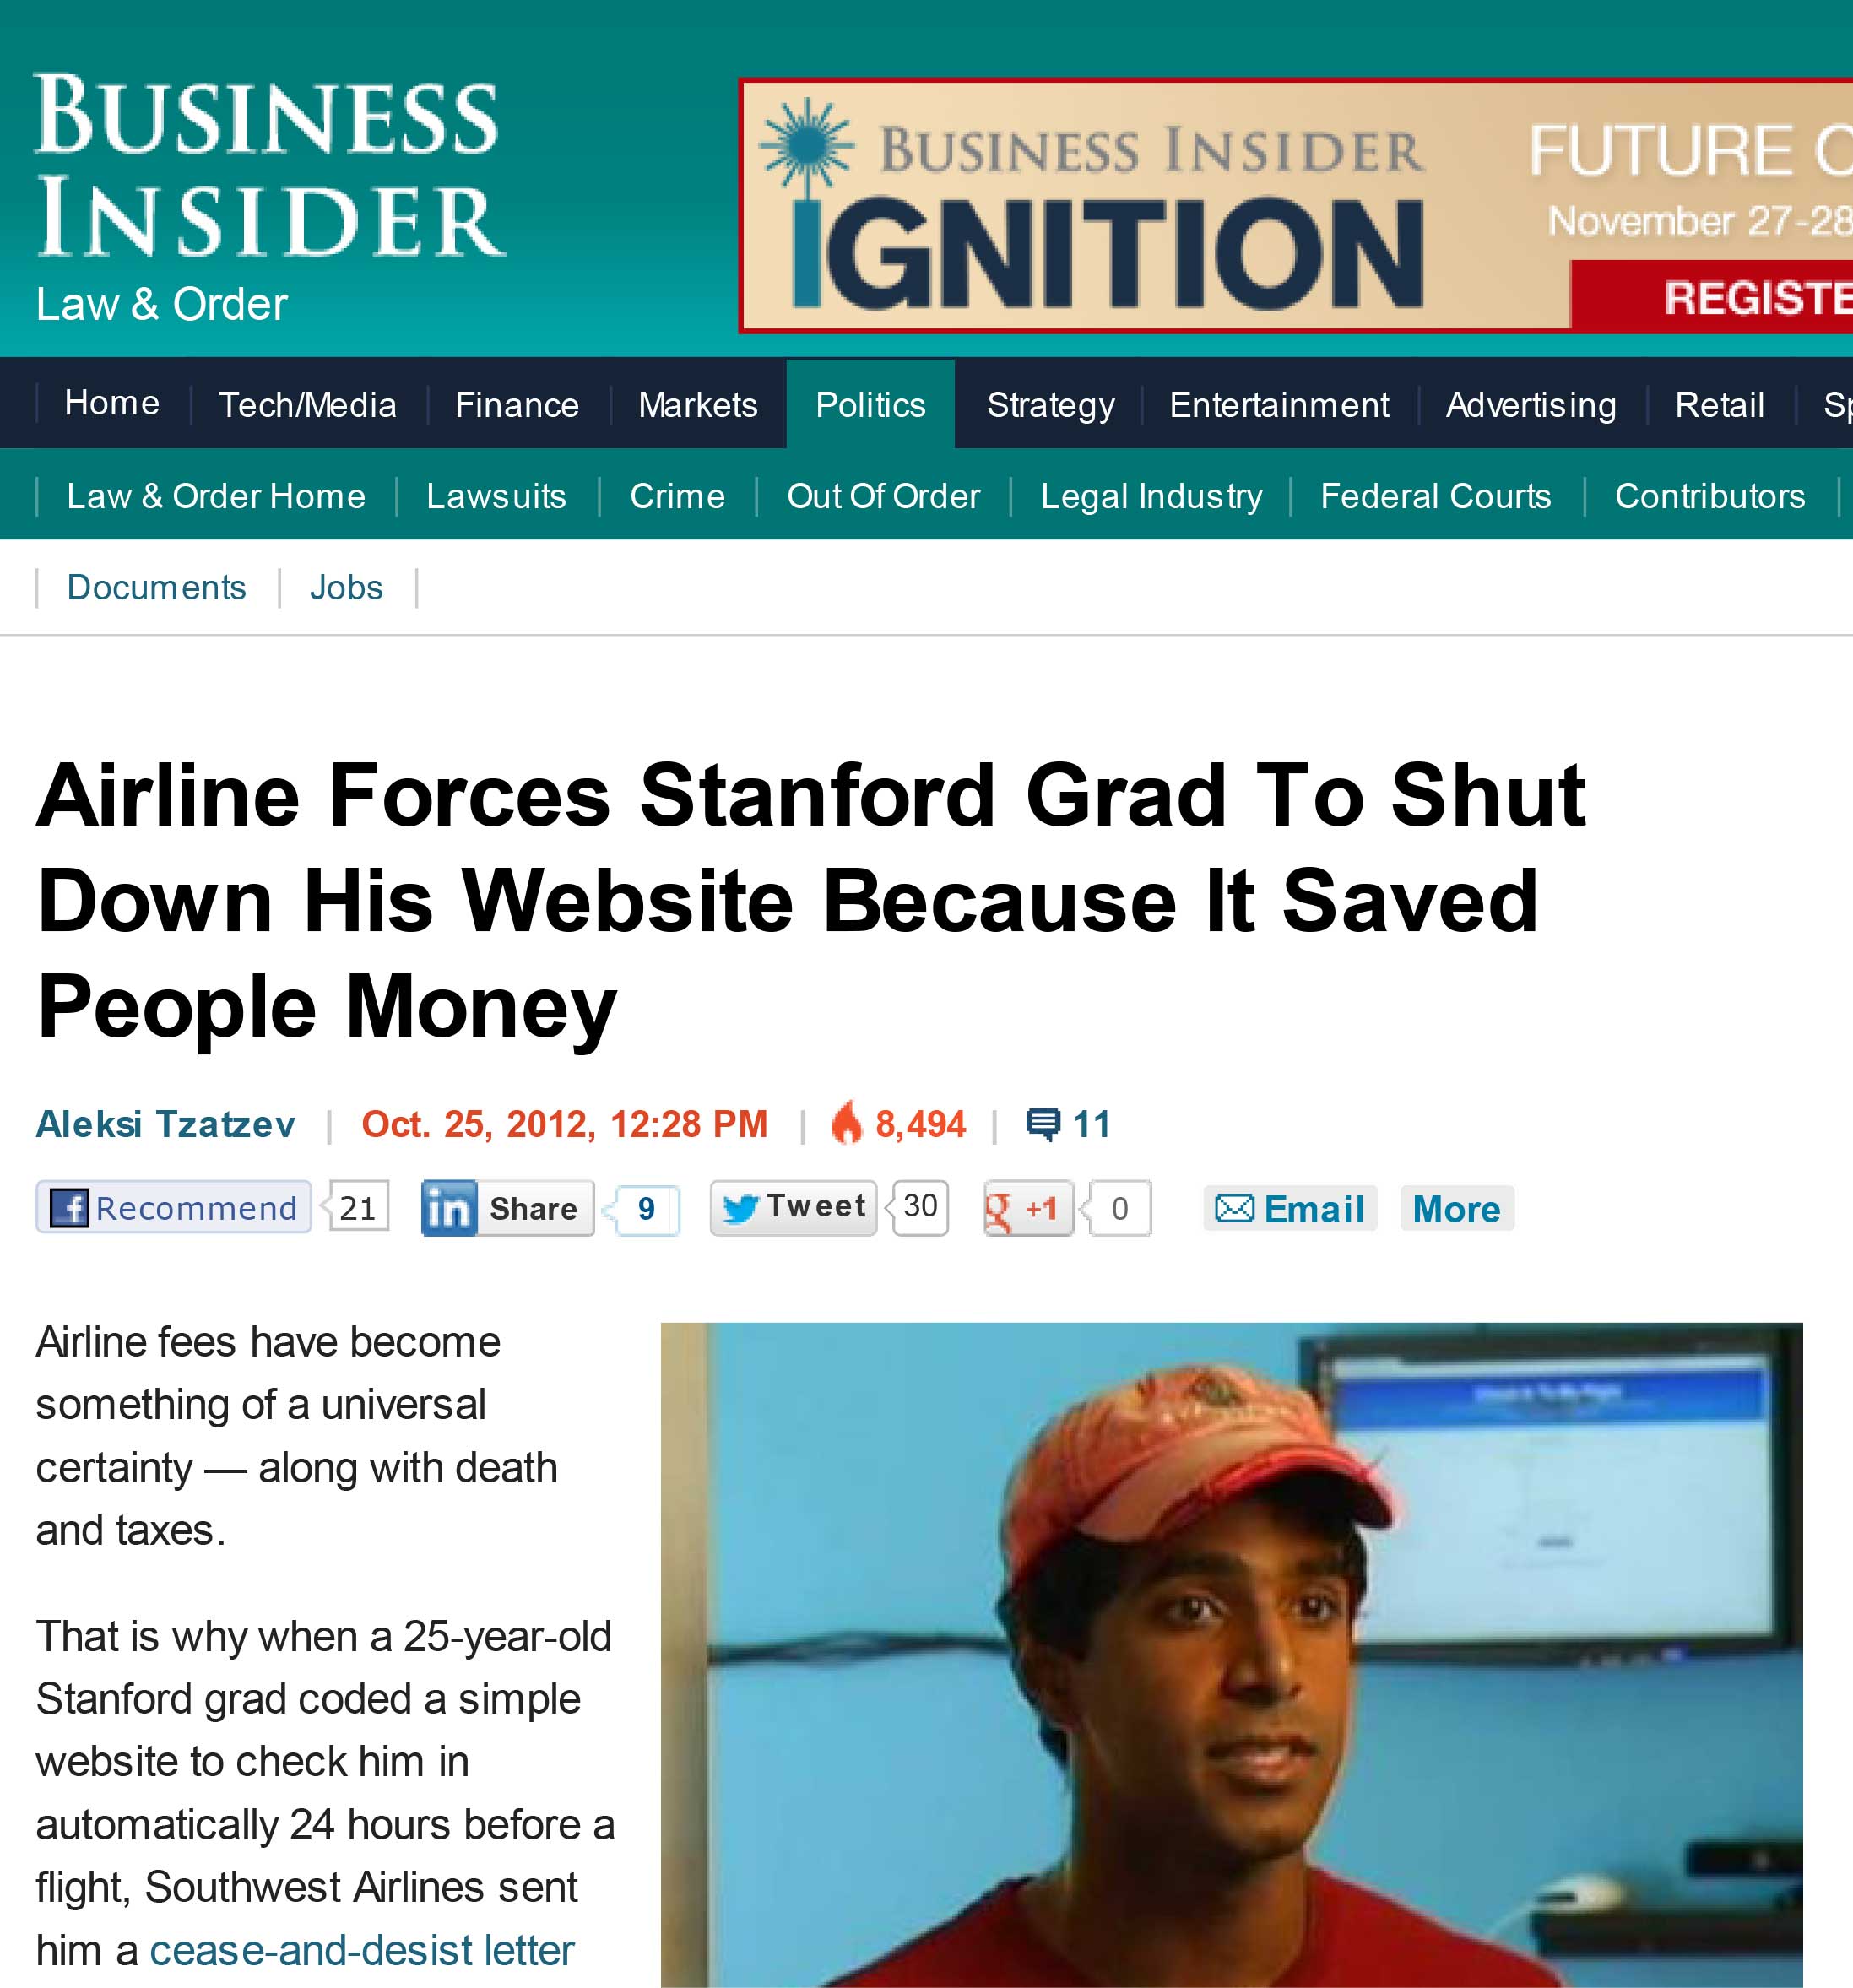 BUSINESS
INSIDER
Law & Order
BUSINESS INSIDER
IGNITION
FUTURE
November 27-28
Home Tech/Media Finance Markets Politics Strategy Entertainment Advertising Retail
Law & Order Home Lawsuits Crime Out Of Order Legal Industry Federal Courts Contributors
Documents Jobs
Airline Forces Stanford Grad To Shut
Down His Website Because It Saved
People Money
Aleksi Tzatzev | Oct. 25, 2012, 12:28 PM | 8,494 | 11
f Recommend 21 in Share 9 Tweet 30 g +1 0 Email More
Airline fees have become
something of a universal
certainty — along with death
and taxes.
That is why when a 25-year-old
Stanford grad coded a simple
website to check him in
automatically 24 hours before a
flight, Southwest Airlines sent
him a cease-and-desist letter